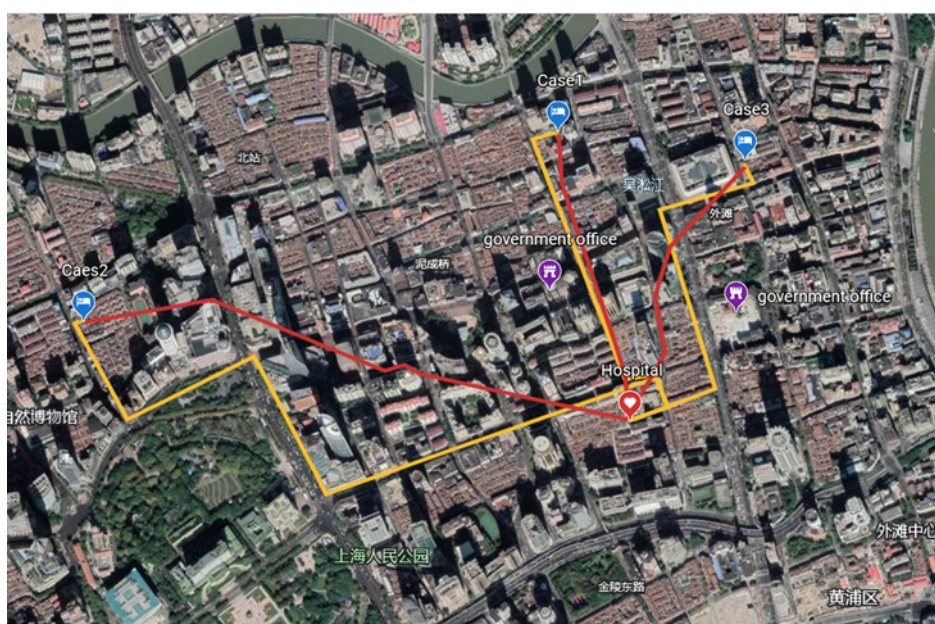 Case1
Case3
北站
吴淞江
外滩
government office
泥成桥
Caes2
government office
Hospital
自然博物馆
上海人民公园
外滩中心
金陵东路
黄浦区